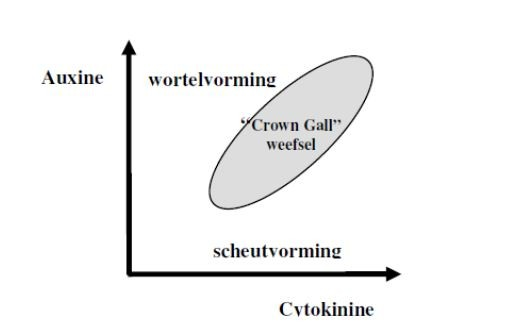 Auxine
wortelvorming
“Crown Gall”
weefsel
scheutvorming
Cytokinine